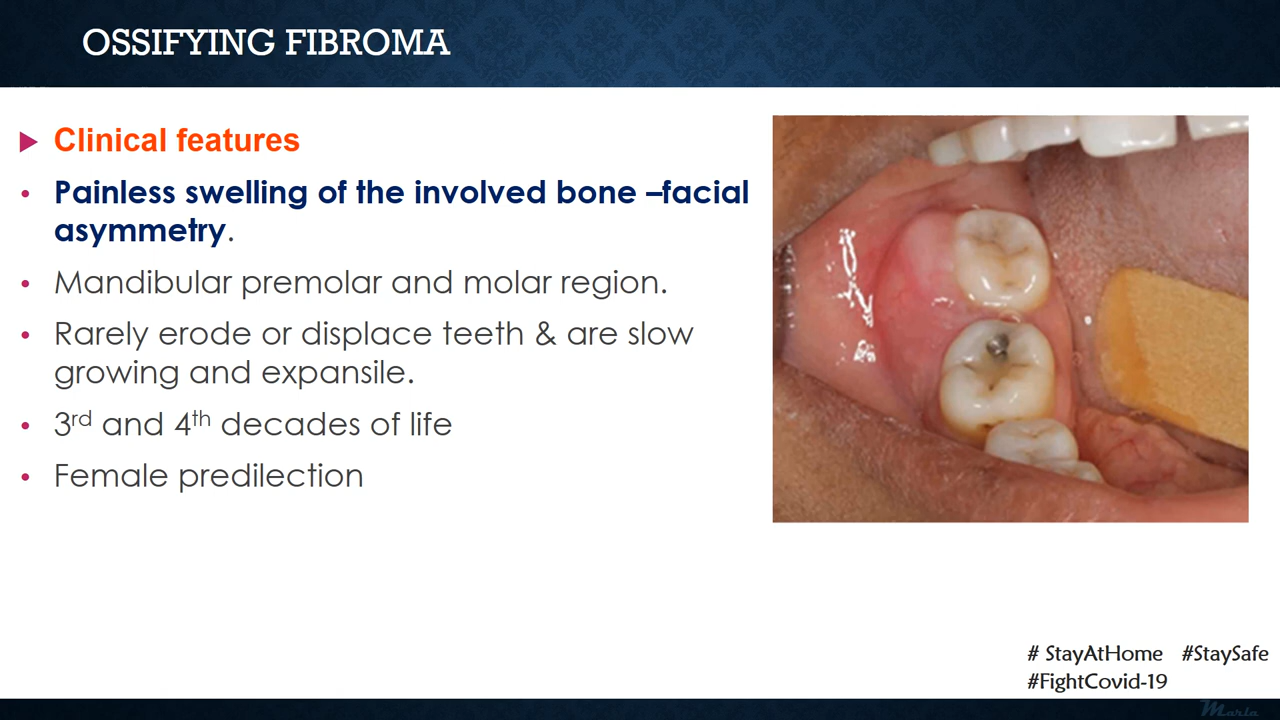 OSSIFYING FIBROMA
Clinical features
Painless swelling of the involved bone –facial
asymmetry.
Mandibular premolar and molar region.
Rarely erode or displace teeth & are slow
growing and expansile.
3rd and 4th decades of life
Female predilection
# StayAtHome #StaySafe
#FightCovid-19
Maria